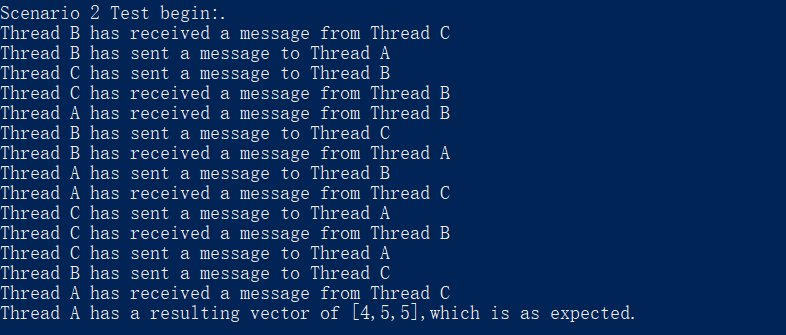 Scenario 2 Test begin:.
Thread B has received a message from Thread C
Thread B has sent a message to Thread A
Thread C has sent a message to Thread B
Thread C has received a message from Thread B
Thread A has received a message from Thread B
Thread B has sent a message to Thread C
Thread B has received a message from Thread A
Thread A has sent a message to Thread B
Thread A has received a message from Thread C
Thread C has sent a message to Thread A
Thread C has received a message from Thread B
Thread C has sent a message to Thread A
Thread B has sent a message to Thread C
Thread A has received a message from Thread C
Thread A has a resulting vector of [4,5,5],which is as expected.